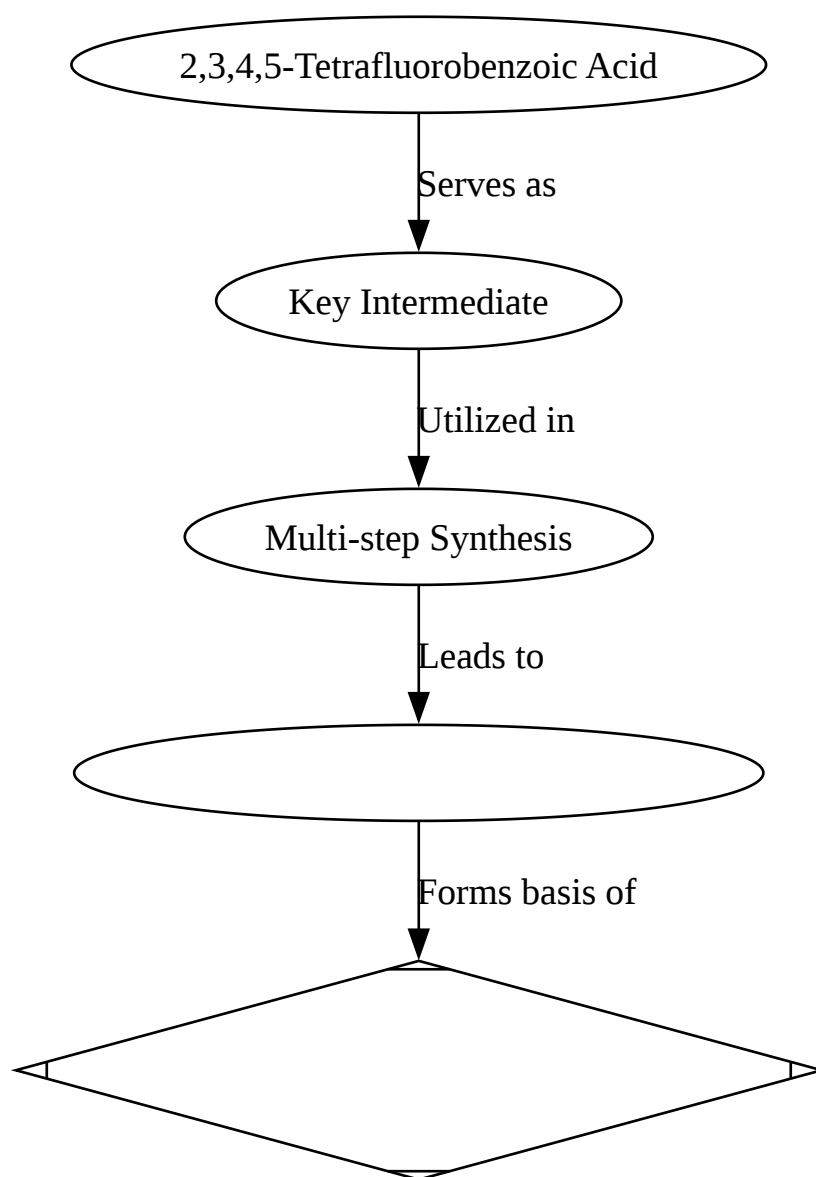 2,3,4,5-Tetrafluorobenzoic Acid
Serves as
Key Intermediate
Utilized in
Multi-step Synthesis
Leads to
Forms basis of